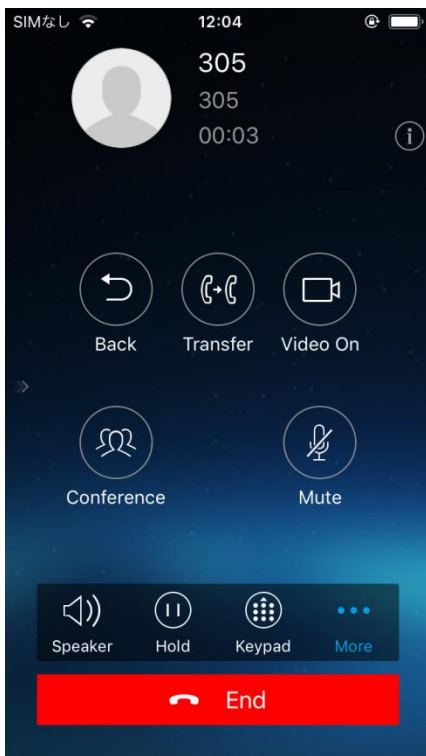 SIMなし 12:04
305
305
00:03
i
Back Transfer Video On
Conference Mute
Speaker Hold Keypad More
End